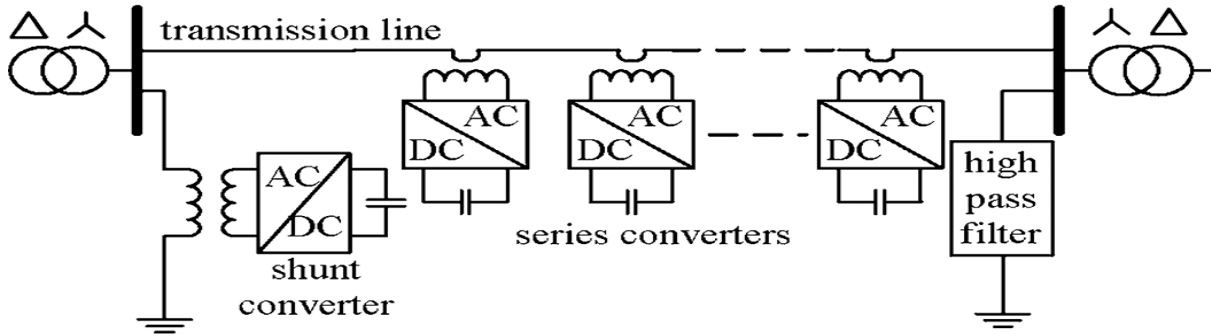 transmission line
AC
DC
AC
DC
AC
DC
AC
DC
shunt
converter
series converters
high
pass
filter